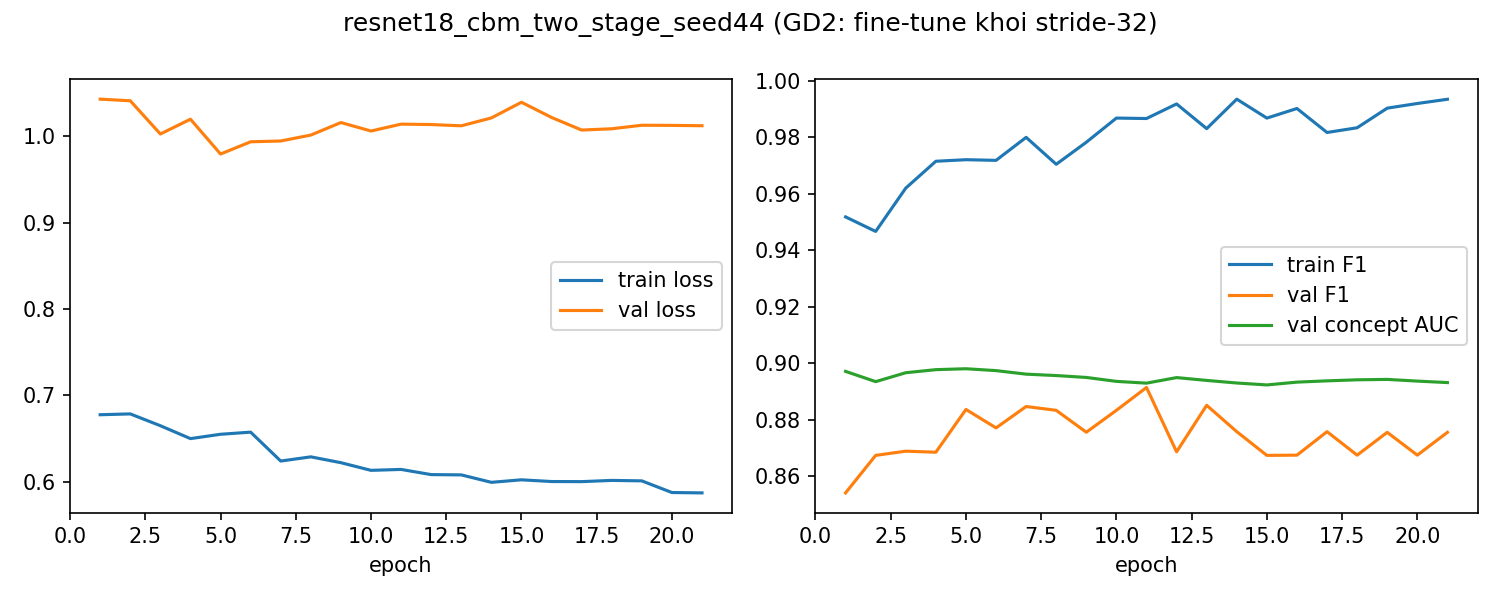 resnet18_cbm_two_stage_seed44 (GD2: fine-tune khoi stride-32)
1.0
0.9
0.8
0.7
0.6
train loss
val loss
0.0 2.5 5.0 7.5 10.0 12.5 15.0 17.5 20.0
epoch
1.00
0.98
0.96
0.94
0.92
0.90
0.88
0.86
train F1
val F1
val concept AUC
0.0 2.5 5.0 7.5 10.0 12.5 15.0 17.5 20.0
epoch